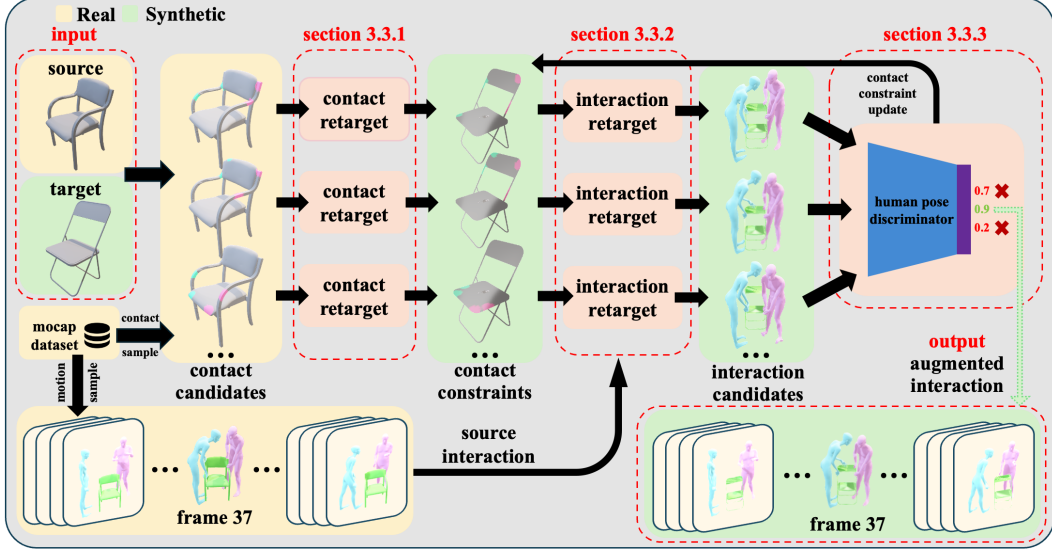 Real
Synthetic
input
section 3.3.1
section 3.3.2
section 3.3.3
source
target
contact
retarget
contact
retarget
contact
retarget
interaction
retarget
interaction
retarget
interaction
retarget
contact
constraint
update
human pose
discriminator
0.7
0.9
0.2
mocap
dataset
contact
sample
motion
sample
contact
candidates
contact
constraints
interaction
candidates
output
augmented
interaction
source
interaction
frame 37
frame 37